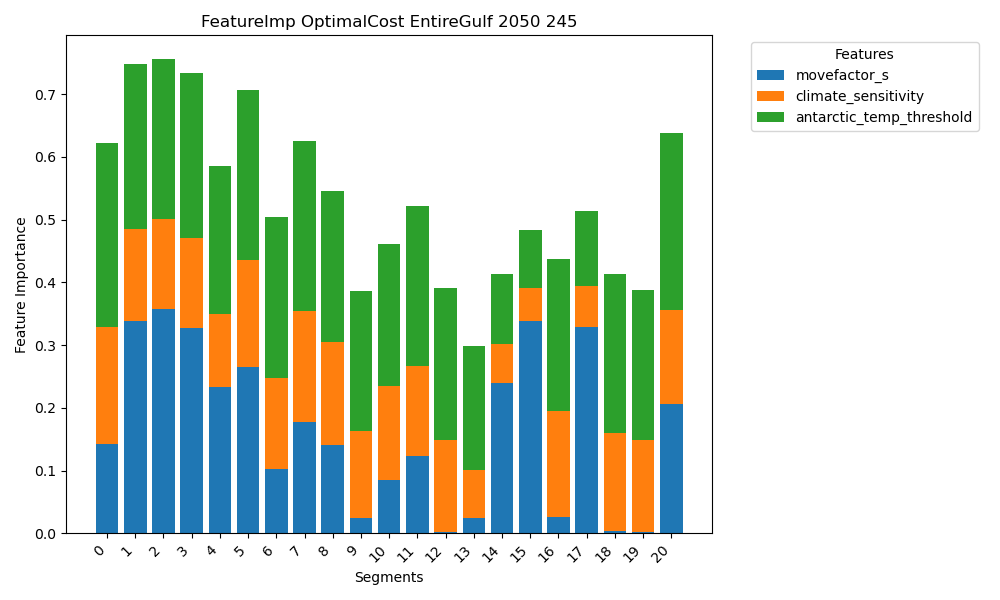 FeatureImp OptimalCost EntireGulf 2050 245
Features
movefactor_s
climate_sensitivity
antarctic_temp_threshold
Feature Importance
0.7
0.6
0.5
0.4
0.3
0.2
0.1
0.0
0 1 2 3 4 5 6 7 8 9 10 11 12 13 14 15 16 17 18 19 20
Segments